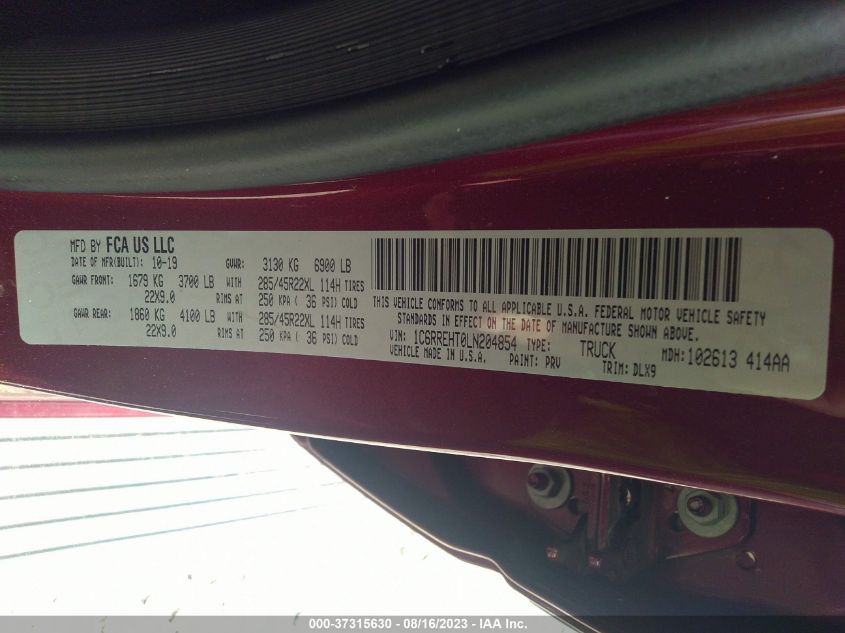 MFD BY FCA US LLC
DATE OF MFR(BUILT): 10-19 GVWR: 3130 KG 6900 LB
GAWR FRONT: 1679 KG 3700 LB WITH 285/45R22XL 114H TIRES
22X9.0 RIMS AT 250 KPA ( 36 PSI) COLD
GAWR REAR: 1860 KG 4100 LB WITH 285/45R22XL 114H TIRES
22X9.0 RIMS AT 250 KPA ( 36 PSI) COLD
THIS VEHICLE CONFORMS TO ALL APPLICABLE U.S.A. FEDERAL MOTOR VEHICLE SAFETY
STANDARDS IN EFFECT ON THE DATE OF MANUFACTURE SHOWN ABOVE.
VIN: 1C6RREHT0LN204854 TYPE: TRUCK MDH: 102613 414AA
VEHICLE MADE IN U.S.A. PAINT: PRV TRIM: DLX9
000-37315630 - 08/16/2023 - IAA Inc.